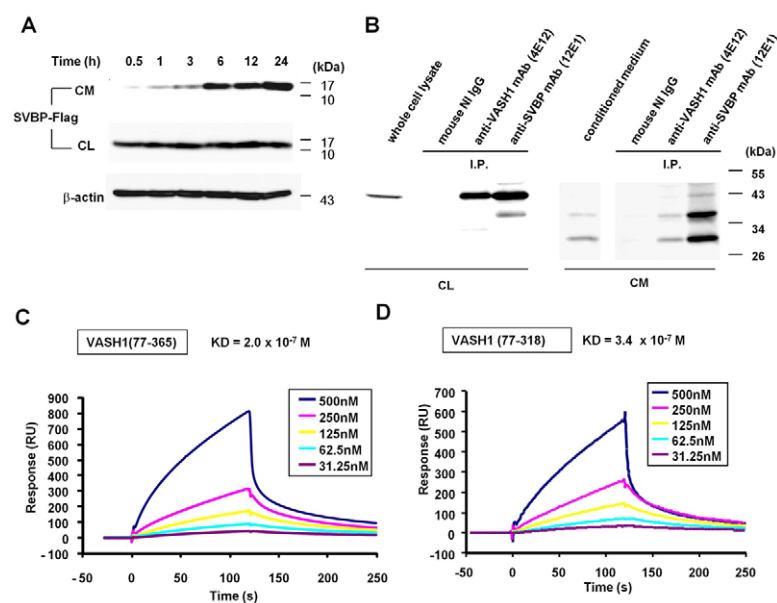 A
Time (h) 0.5 1 3 6 12 24 (kDa)
CM 17
10
SVBP-Flag
CL 17
10
β-actin 43
B
whole cell lysate
mouse NI IgG
anti-VASH1 mAb (4E12)
anti-SVBP mAb (12E1)
I.P.
CL
conditioned medium
mouse NI IgG
anti-VASH1 mAb (4E12)
anti-SVBP mAb (12E1)
I.P.
(kDa)
55
43
34
26
CM
C
VASH1(77-365) KD = 2.0 x 10-7 M
900
800
700
600
500
400
300
200
100
0
-100
Response (RU)
500nM
250nM
125nM
62.5nM
31.25nM
-50 0 50 100 150 200 250
Time (s)
D
VASH1 (77-318) KD = 3.4 x 10-7 M
700
600
500
400
300
200
100
0
-100
Response (RU)
500nM
250nM
125nM
62.5nM
31.25nM
-50 0 50 100 150 200 250
Time (s)